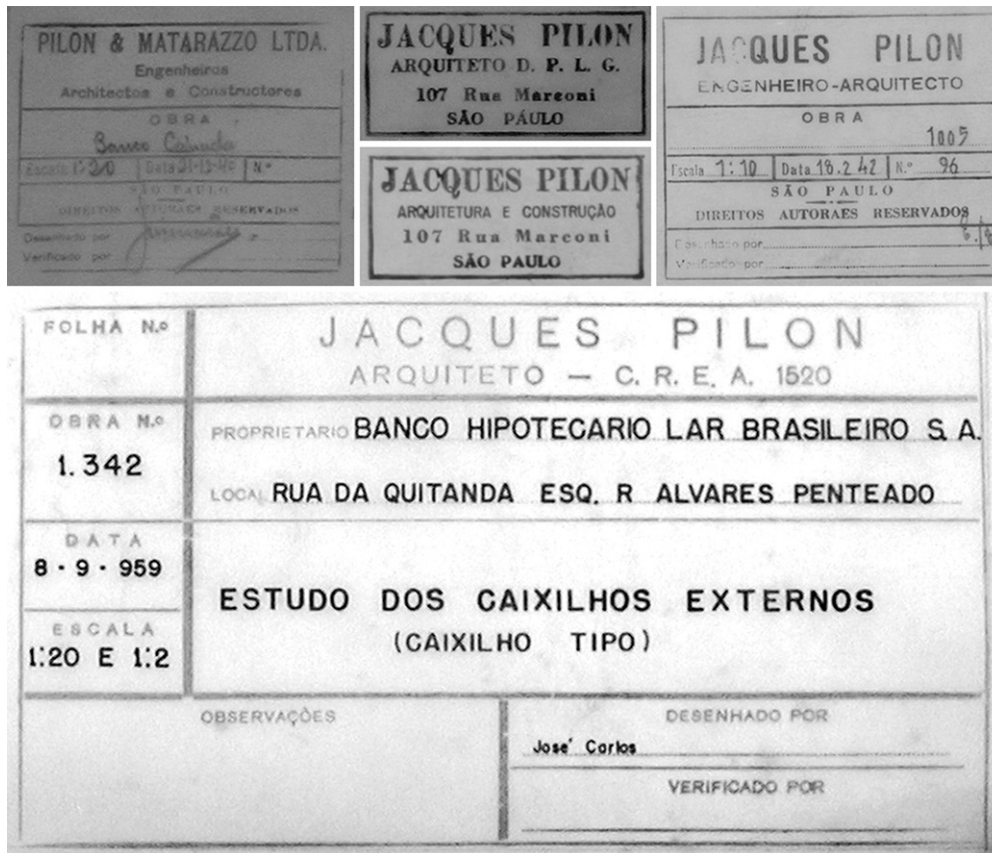 PILON & MATARAZZO LTDA.
Engenheiros
Architectos e Constructores
OBRA
Banco
Escala 1:20 Data 31-12-40 N.º
SÃO PAULO
DIREITOS AUTORAES RESERVADOS
Desenhado por
Verificado por
JACQUES PILON
ARQUITETO D. P. L. G.
107 Rua Marconi
SÃO PAULO
JACQUES PILON
ARQUITETURA E CONSTRUÇÃO
107 Rua Marconi
SÃO PAULO
JACQUES PILON
ENGENHEIRO-ARQUITECTO
OBRA
1005
Escala 1:10 Data 18.2.42 N.º 96
SÃO PAULO
DIREITOS AUTORAES RESERVADOS
Desenhado por
Verificado por
FOLHA N.º
JACQUES PILON
ARQUITETO — C. R. E. A. 1520
OBRA N.º
1.342
PROPRIETARIO BANCO HIPOTECARIO LAR BRASILEIRO S. A.
LOCAL RUA DA QUITANDA ESQ. R ALVARES PENTEADO
DATA
8 - 9 - 959
ESCALA
1:20 E 1:2
ESTUDO DOS CAIXILHOS EXTERNOS
(CAIXILHO TIPO)
OBSERVAÇÕES
DESENHADO POR
José Carlos
VERIFICADO POR